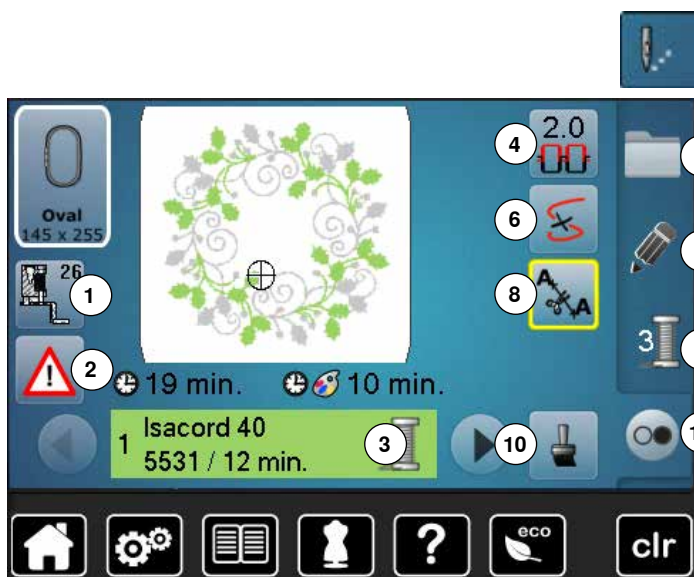 2.0
4
Oval
145 x 255
6
26
1
8
A A
2
3
19 min.
10 min.
1 Isacord 40
5531 / 12 min.
3
10
?
eco
clr